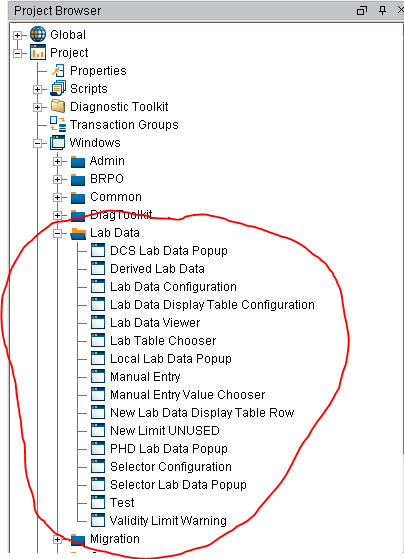 Project Browser
Global
Project
Properties
Scripts
Diagnostic Toolkit
Transaction Groups
Windows
Admin
BRPO
Common
DiagToolkit
Lab Data
DCS Lab Data Popup
Derived Lab Data
Lab Data Configuration
Lab Data Display Table Configuration
Lab Data Viewer
Lab Table Chooser
Local Lab Data Popup
Manual Entry
Manual Entry Value Chooser
New Lab Data Display Table Row
New Limit UNUSED
PHD Lab Data Popup
Selector Configuration
Selector Lab Data Popup
Test
Validity Limit Warning
Migration